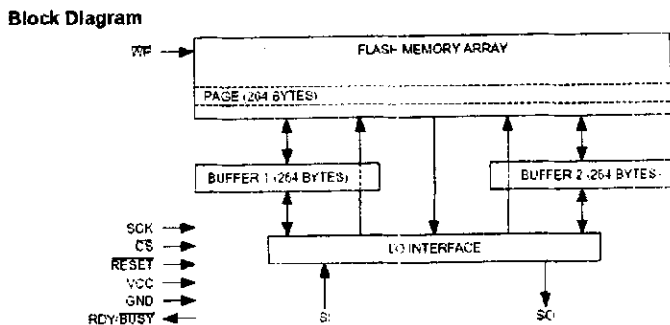 Block Diagram
WP
FLASH MEMORY ARRAY
PAGE (264 BYTES)
BUFFER 1 (264 BYTES)
BUFFER 2 (264 BYTES)
SCK
CS
RESET
VCC
GND
RDY/BUSY
I/O INTERFACE
SI
SO